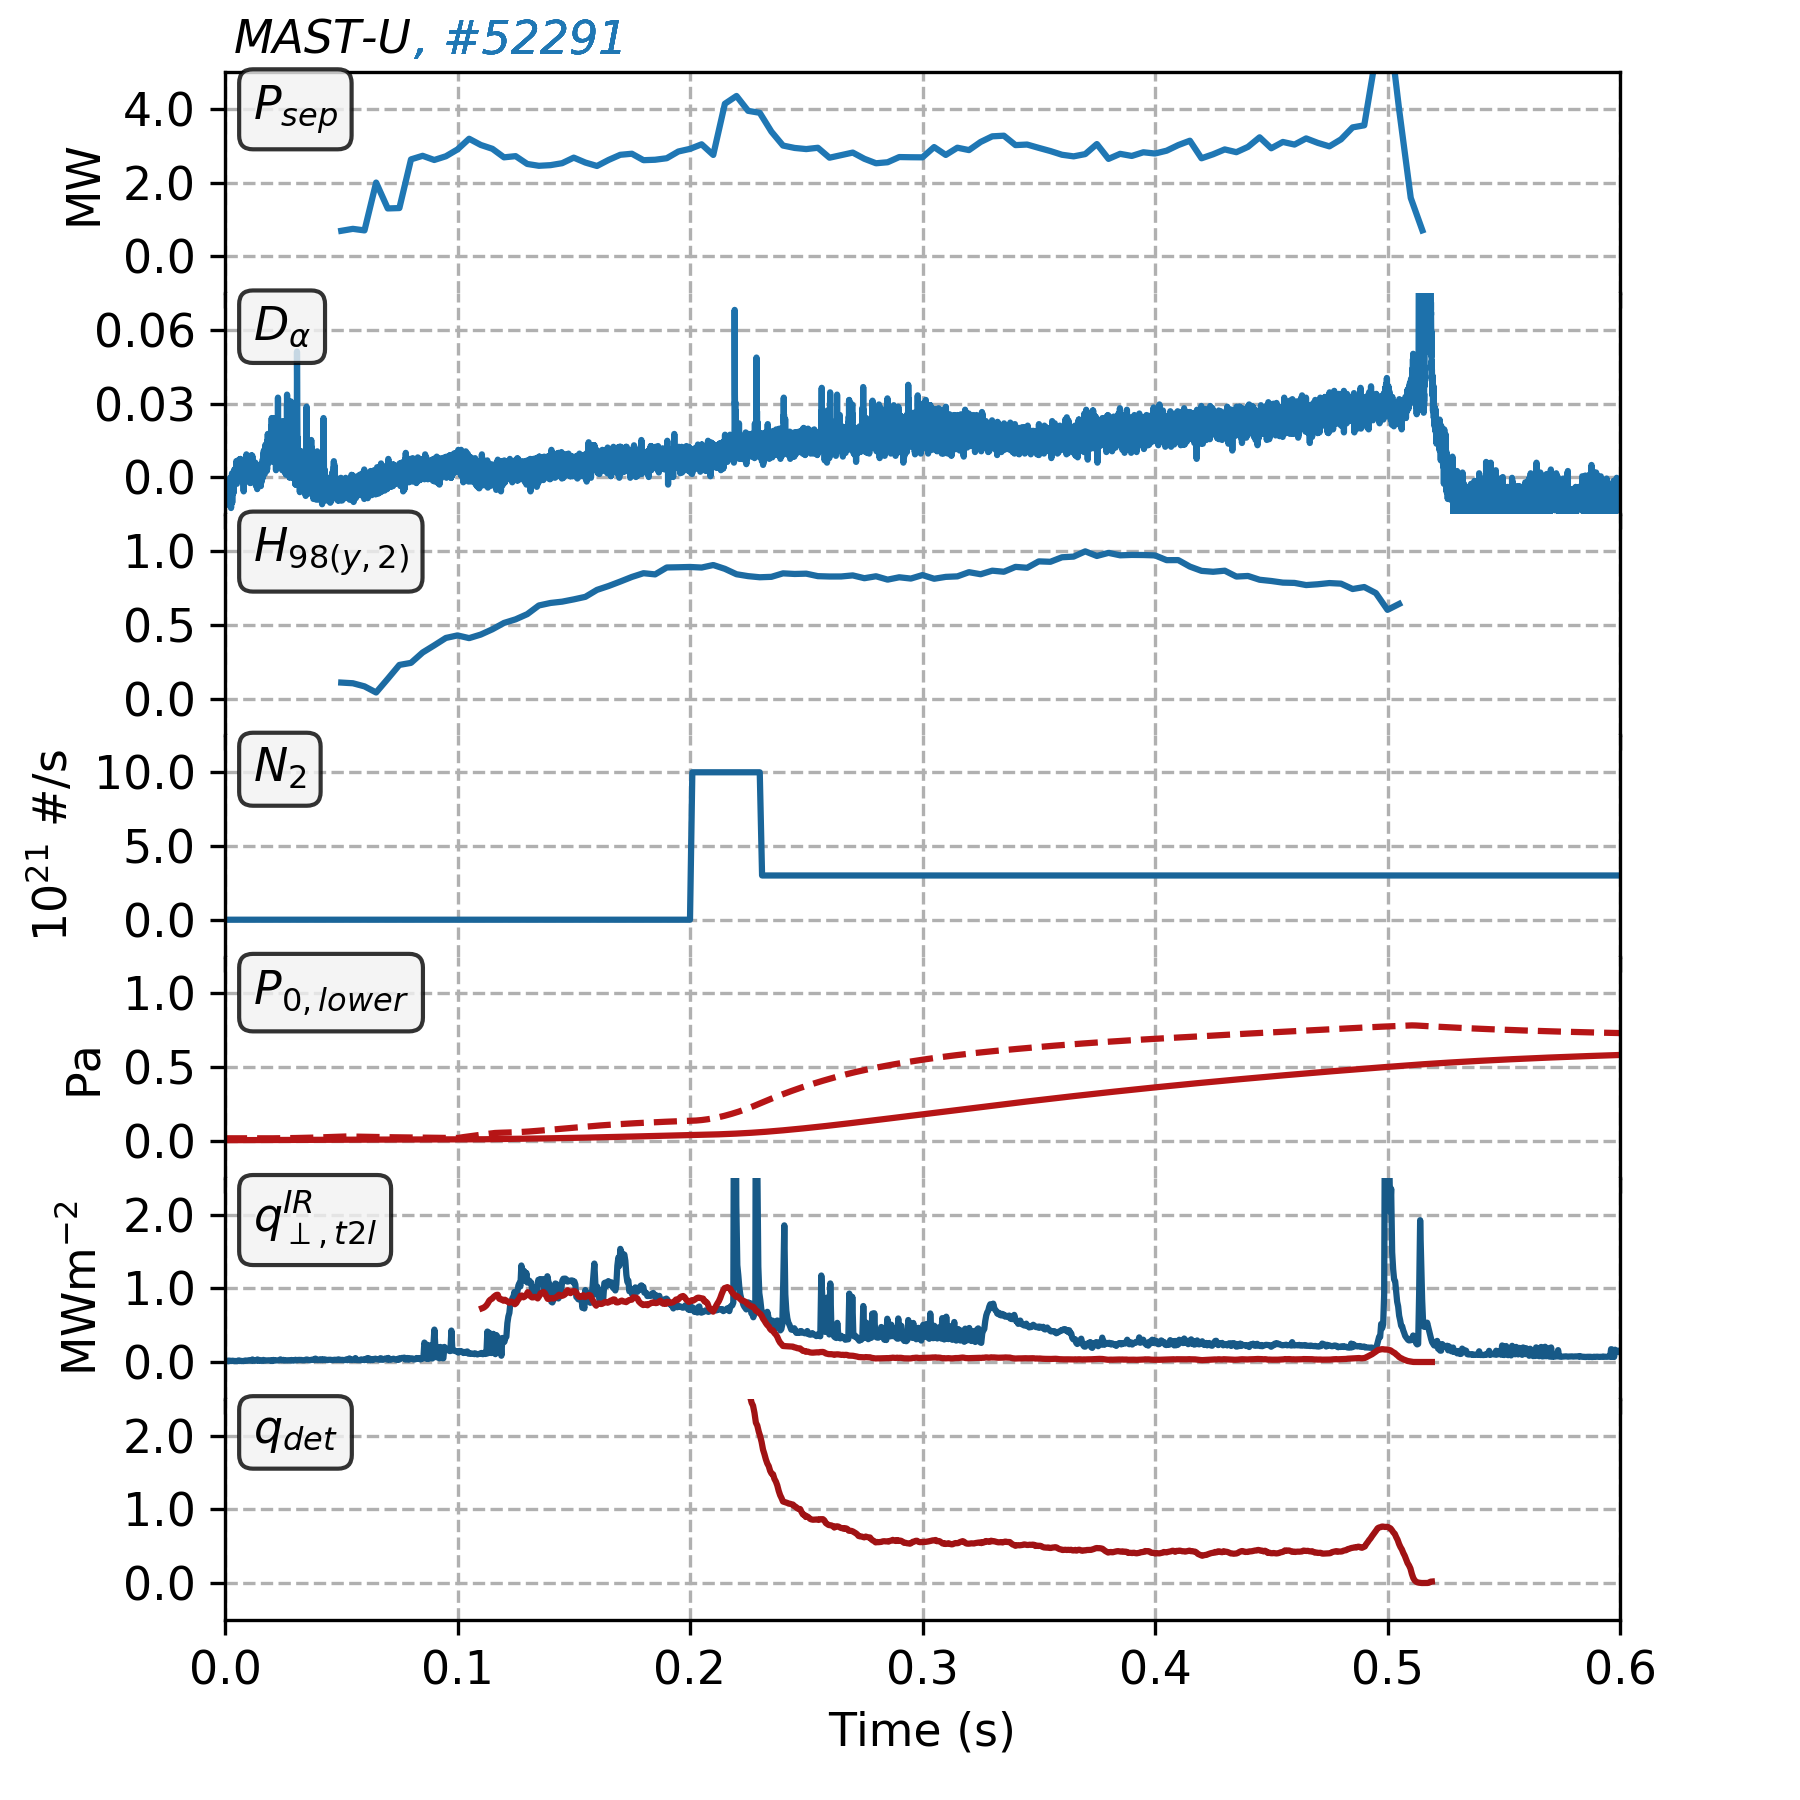 MAST-U, #52291
P_sep
MW
4.0
2.0
0.0
D_α
0.06
0.03
0.0
H_98(y,2)
1.0
0.5
0.0
N_2
10^21 #/s
10.0
5.0
0.0
P_0,lower
Pa
1.0
0.5
0.0
q^IR_⊥,t2l
MWm^−2
2.0
1.0
0.0
q_det
2.0
1.0
0.0
0.0 0.1 0.2 0.3 0.4 0.5 0.6
Time (s)